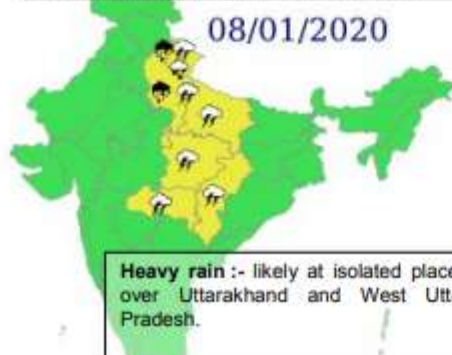 08/01/2020
Heavy rain :- likely at isolated place
over Uttarakhand and West Utt
Pradesh.